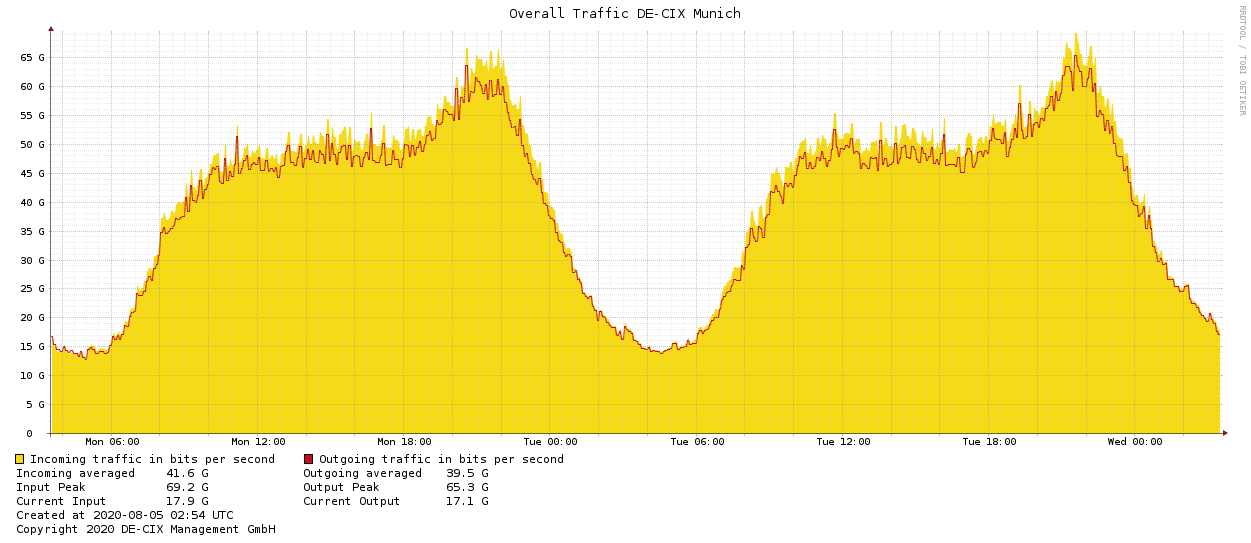 Overall Traffic DE-CIX Munich
RRDTOOL / TOBI OETIKER
65 G
60 G
55 G
50 G
45 G
40 G
35 G
30 G
25 G
20 G
15 G
10 G
5 G
0
Mon 06:00 Mon 12:00 Mon 18:00 Tue 00:00 Tue 06:00 Tue 12:00 Tue 18:00 Wed 00:00
Incoming traffic in bits per second Outgoing traffic in bits per second
Incoming averaged 41.6 G Outgoing averaged 39.5 G
Input Peak 69.2 G Output Peak 65.3 G
Current Input 17.9 G Current Output 17.1 G
Created at 2020-08-05 02:54 UTC
Copyright 2020 DE-CIX Management GmbH